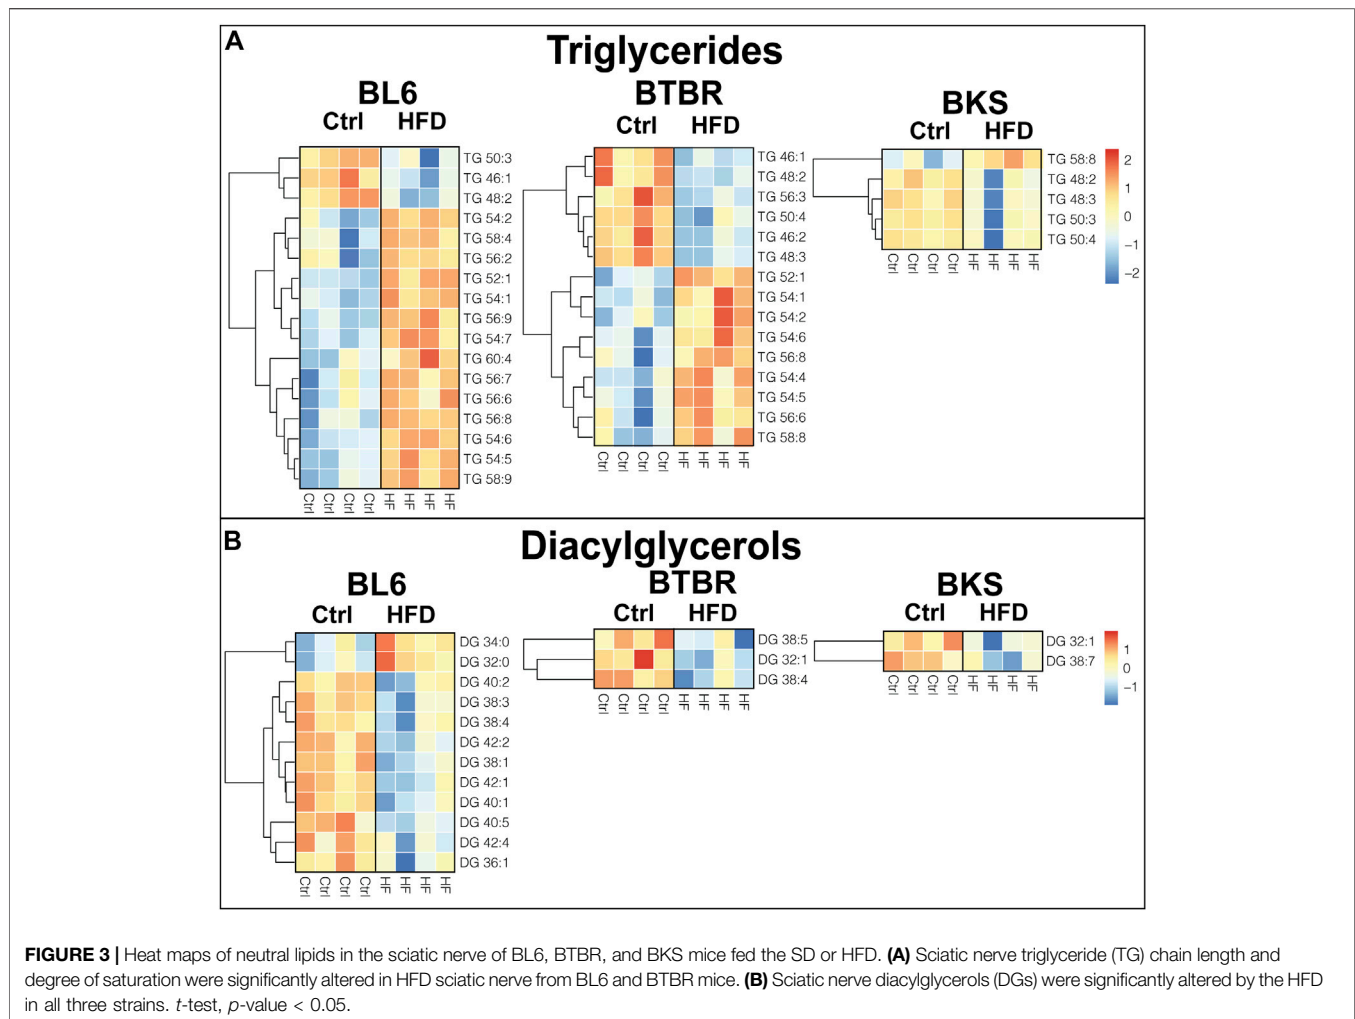 A
Triglycerides
BL6
Ctrl HFD
TG 50:3
TG 46:1
TG 48:2
TG 54:2
TG 58:4
TG 56:2
TG 52:1
TG 54:1
TG 56:9
TG 54:7
TG 60:4
TG 56:7
TG 56:6
TG 56:8
TG 54:6
TG 54:5
TG 58:9
Ctrl Ctrl Ctrl Ctrl HF HF HF HF
BTBR
Ctrl HFD
TG 46:1
TG 48:2
TG 56:3
TG 50:4
TG 46:2
TG 48:3
TG 52:1
TG 54:1
TG 54:2
TG 54:6
TG 56:8
TG 54:4
TG 54:5
TG 56:6
TG 58:8
Ctrl Ctrl Ctrl Ctrl HF HF HF HF
BKS
Ctrl HFD
TG 58:8
TG 48:2
TG 48:3
TG 50:3
TG 50:4
Ctrl Ctrl Ctrl Ctrl HF HF HF HF
2
1
0
−1
−2
B
Diacylglycerols
BL6
Ctrl HFD
DG 34:0
DG 32:0
DG 40:2
DG 38:3
DG 38:4
DG 42:2
DG 38:1
DG 42:1
DG 40:1
DG 40:5
DG 42:4
DG 36:1
Ctrl Ctrl Ctrl Ctrl HF HF HF HF
BTBR
Ctrl HFD
DG 38:5
DG 32:1
DG 38:4
Ctrl Ctrl Ctrl Ctrl HF HF HF HF
BKS
Ctrl HFD
DG 32:1
DG 38:7
Ctrl Ctrl Ctrl Ctrl HF HF HF HF
1
0
−1
FIGURE 3 | Heat maps of neutral lipids in the sciatic nerve of BL6, BTBR, and BKS mice fed the SD or HFD. (A) Sciatic nerve triglyceride (TG) chain length and
degree of saturation were significantly altered in HFD sciatic nerve from BL6 and BTBR mice. (B) Sciatic nerve diacylglycerols (DGs) were significantly altered by the HFD
in all three strains. t-test, p-value < 0.05.